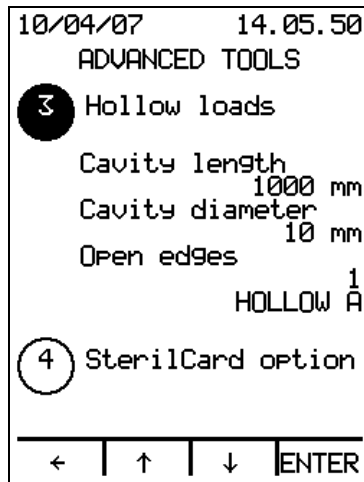 10/04/07 14.05.50
ADVANCED TOOLS
3 Hollow loads
Cavity length
1000 mm
Cavity diameter
10 mm
Open edges
1
HOLLOW A
4 SterilCard option
← ↑ ↓ ENTER